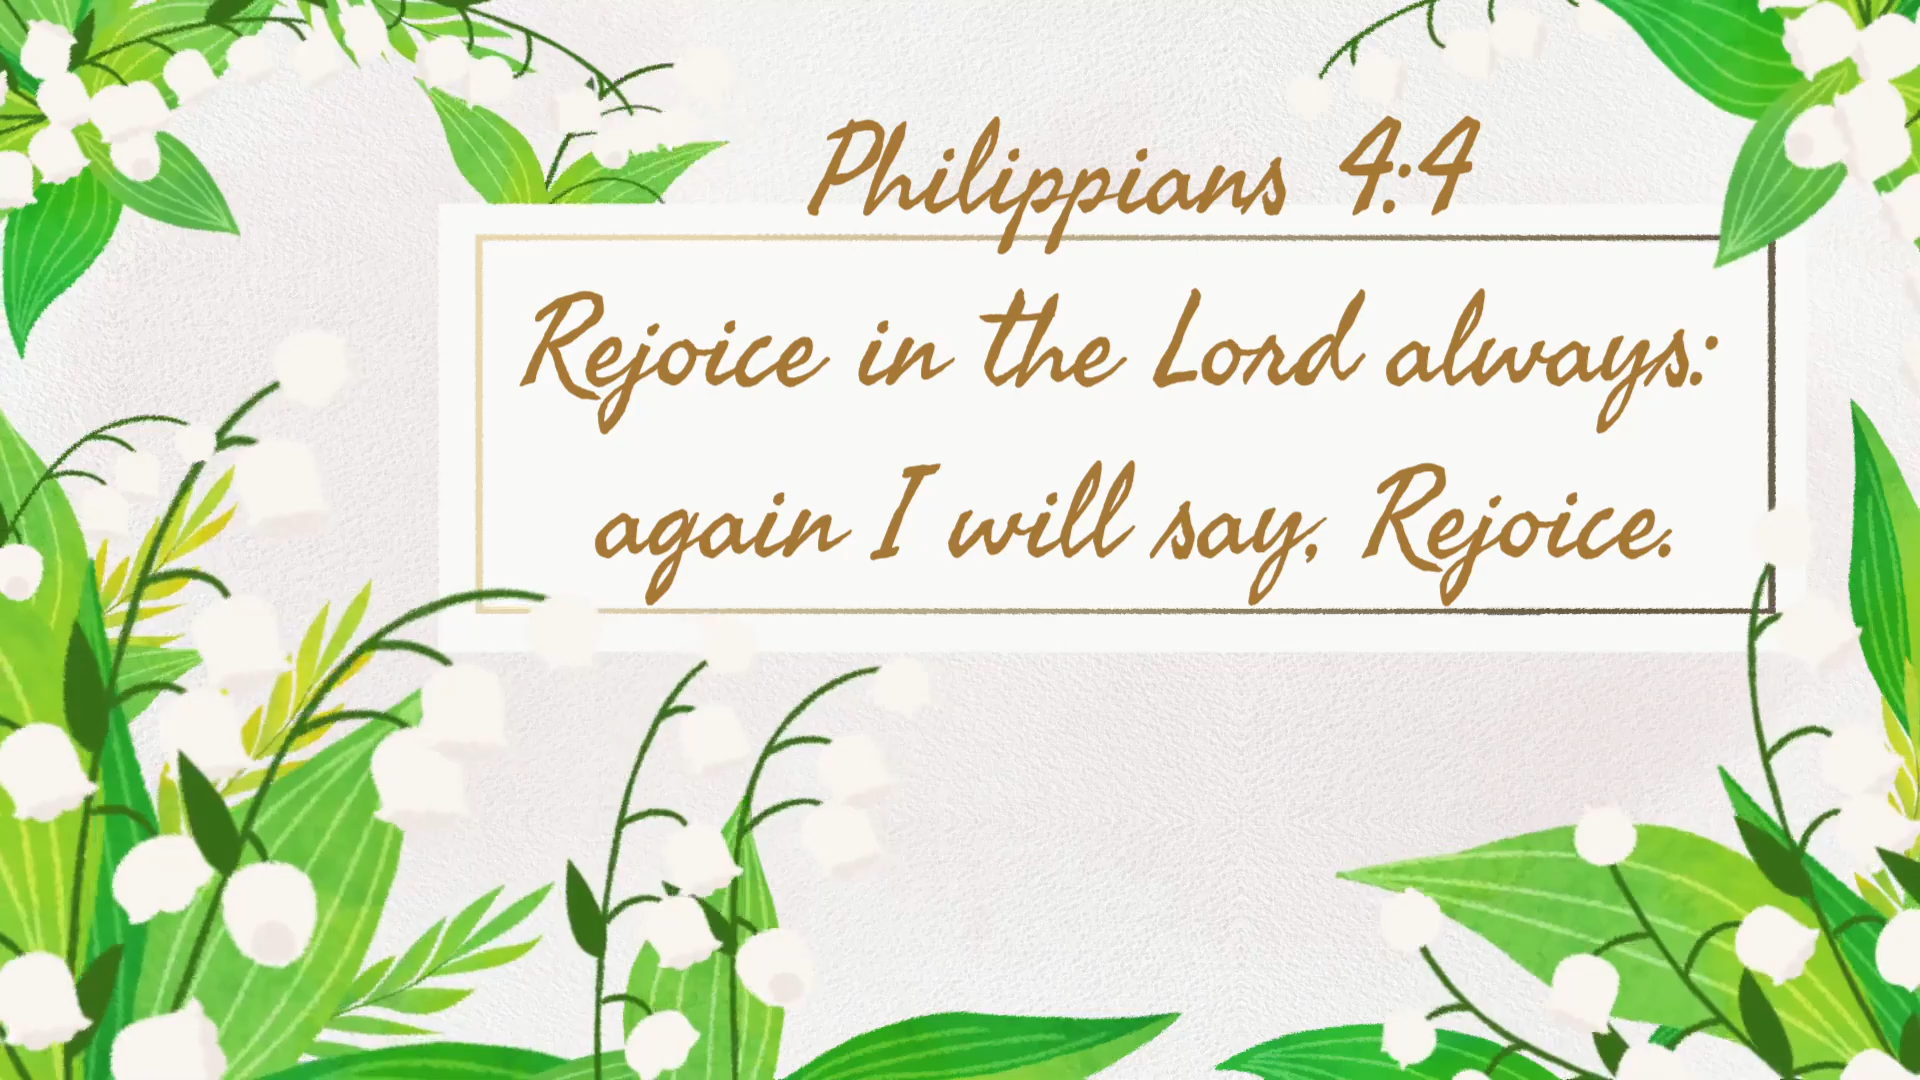 Philippians 4:4
Rejoice in the Lord always:
again I will say, Rejoice.